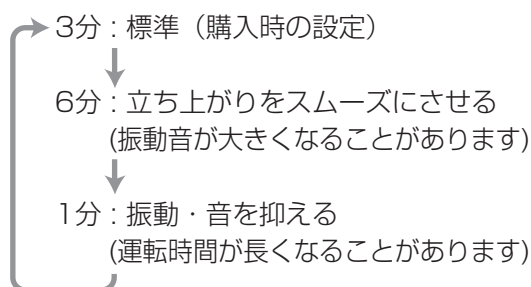 3分：標準（購入時の設定）
6分：立ち上がりをスムーズにさせる
(振動音が大きくなることがあります)
1分：振動・音を抑える
(運転時間が長くなることがあります)